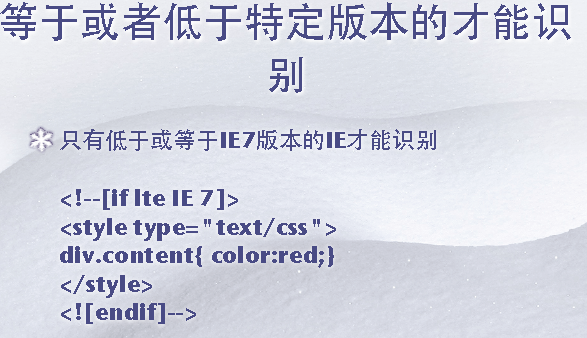 等于或者低于特定版本的才能识
别
只有低于或等于IE7版本的IE才能识别
<!--[if lte IE 7]>
<style type="text/css">
div.content{ color:red;}
</style>
<![endif]-->